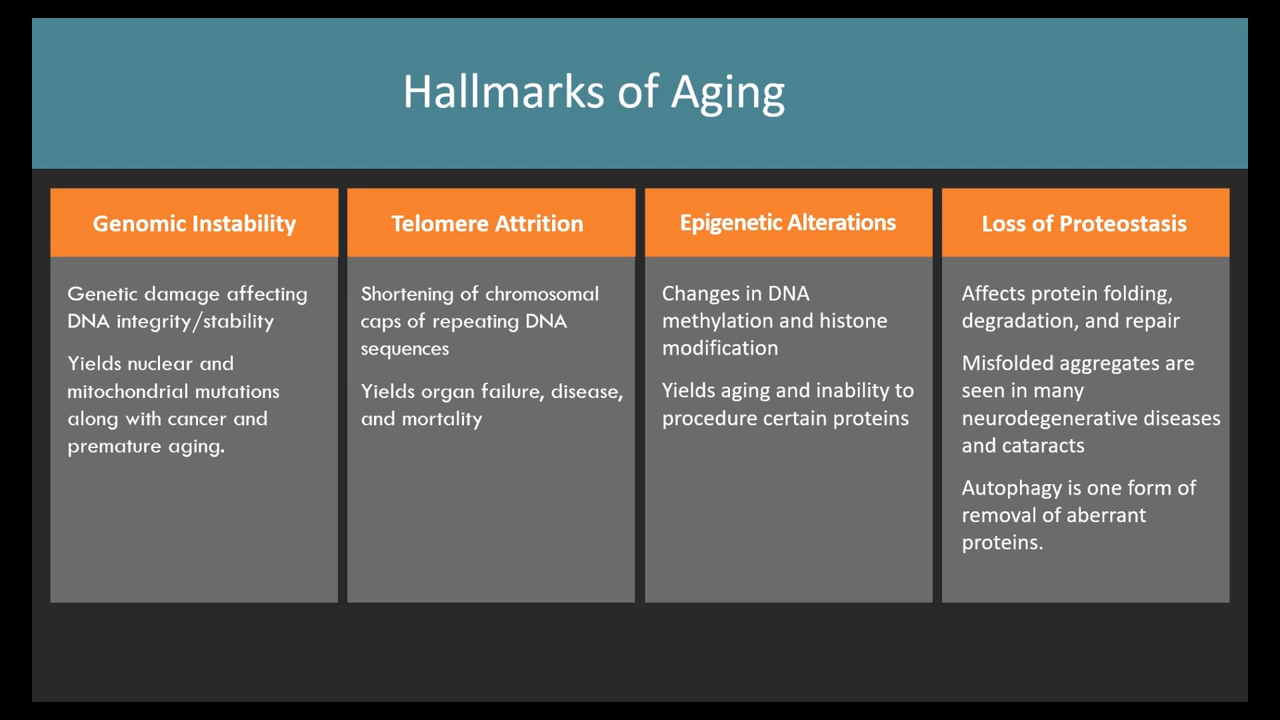 Hallmarks of Aging
Genomic Instability
Genetic damage affecting
DNA integrity/stability
Yields nuclear and
mitochondrial mutations
along with cancer and
premature aging.
Telomere Attrition
Shortening of chromosomal
caps of repeating DNA
sequences
Yields organ failure, disease,
and mortality
Epigenetic Alterations
Changes in DNA
methylation and histone
modification
Yields aging and inability to
procedure certain proteins
Loss of Proteostasis
Affects protein folding,
degradation, and repair
Misfolded aggregates are
seen in many
neurodegenerative diseases
and cataracts
Autophagy is one form of
removal of aberrant
proteins.